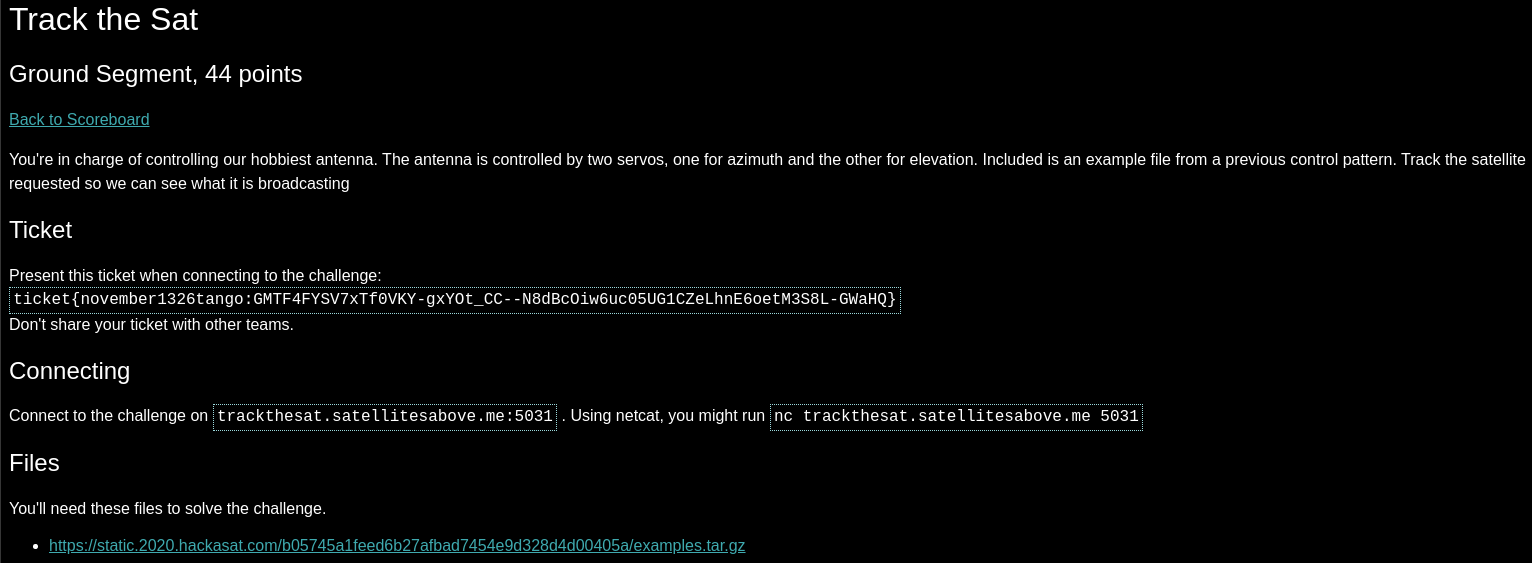 Track the Sat
Ground Segment, 44 points
Back to Scoreboard
You're in charge of controlling our hobbiest antenna. The antenna is controlled by two servos, one for azimuth and the other for elevation. Included is an example file from a previous control pattern. Track the satellite
requested so we can see what it is broadcasting
Ticket
Present this ticket when connecting to the challenge:
ticket{november1326tango:GMTF4FYSV7xTf0VKY-gxYOt_CC--N8dBcOiw6uc05UG1CZeLhnE6oetM3S8L-GWaHQ}
Don't share your ticket with other teams.
Connecting
Connect to the challenge on trackthesat.satellitesabove.me:5031 . Using netcat, you might run nc trackthesat.satellitesabove.me 5031
Files
You'll need these files to solve the challenge.
• https://static.2020.hackasat.com/b05745a1feed6b27afbad7454e9d328d4d00405a/examples.tar.gz